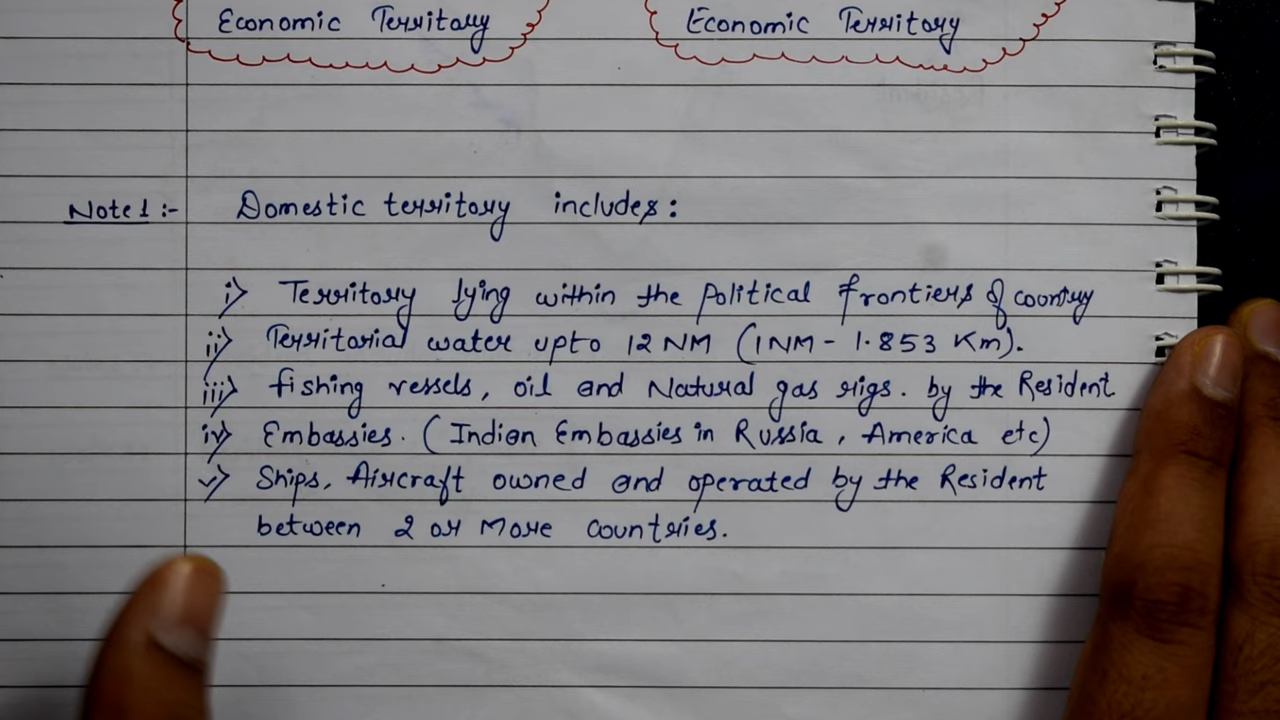 Economic Territory
Economic Territory
Note 1 :- Domestic territory includes :
i) Territory lying within the Political frontiers of country
ii) Territorial water upto 12 NM (1NM - 1.853 Km).
iii) fishing vessels, oil and Natural gas rigs. by the Resident
iv) Embassies. (Indian Embassies in Russia, America etc)
v) Ships, Aircraft owned and operated by the Resident
between 2 or More countries.